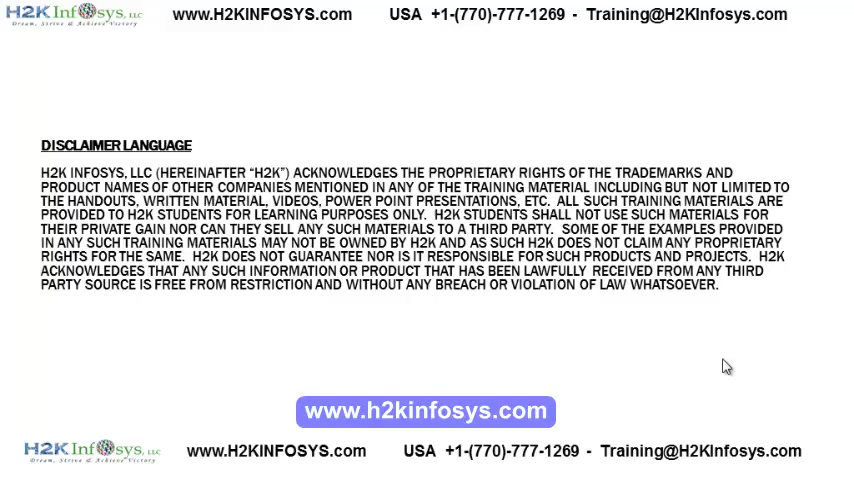 H2K InfoSys, LLC www.H2KINFOSYS.com USA +1-(770)-777-1269 - Training@H2KInfosys.com
Dream, Strive & Achieve Victory
DISCLAIMER LANGUAGE
H2K INFOSYS, LLC (HEREINAFTER “H2K”) ACKNOWLEDGES THE PROPRIETARY RIGHTS OF THE TRADEMARKS AND
PRODUCT NAMES OF OTHER COMPANIES MENTIONED IN ANY OF THE TRAINING MATERIAL INCLUDING BUT NOT LIMITED TO
THE HANDOUTS, WRITTEN MATERIAL, VIDEOS, POWER POINT PRESENTATIONS, ETC. ALL SUCH TRAINING MATERIALS ARE
PROVIDED TO H2K STUDENTS FOR LEARNING PURPOSES ONLY. H2K STUDENTS SHALL NOT USE SUCH MATERIALS FOR
THEIR PRIVATE GAIN NOR CAN THEY SELL ANY SUCH MATERIALS TO A THIRD PARTY. SOME OF THE EXAMPLES PROVIDED
IN ANY SUCH TRAINING MATERIALS MAY NOT BE OWNED BY H2K AND AS SUCH H2K DOES NOT CLAIM ANY PROPRIETARY
RIGHTS FOR THE SAME. H2K DOES NOT GUARANTEE NOR IS IT RESPONSIBLE FOR SUCH PRODUCTS AND PROJECTS. H2K
ACKNOWLEDGES THAT ANY SUCH INFORMATION OR PRODUCT THAT HAS BEEN LAWFULLY RECEIVED FROM ANY THIRD
PARTY SOURCE IS FREE FROM RESTRICTION AND WITHOUT ANY BREACH OR VIOLATION OF LAW WHATSOEVER.
www.h2kinfosys.com
H2K InfoSys, LLC www.H2KINFOSYS.com USA +1-(770)-777-1269 - Training@H2KInfosys.com
Dream, Strive & Achieve Victory